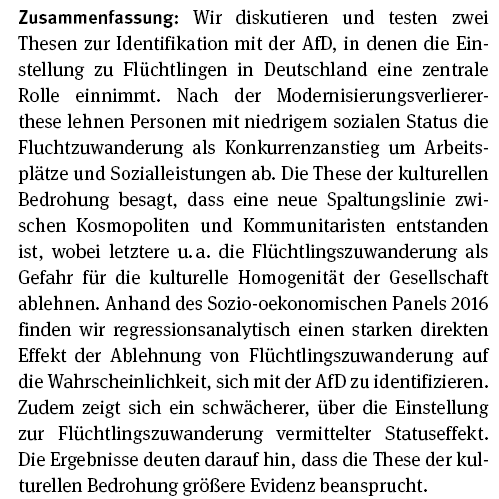 Zusammenfassung: Wir diskutieren und testen zwei
Thesen zur Identifikation mit der AfD, in denen die Ein-
stellung zu Flüchtlingen in Deutschland eine zentrale
Rolle einnimmt. Nach der Modernisierungsverlierer-
these lehnen Personen mit niedrigem sozialen Status die
Fluchtzuwanderung als Konkurrenzanstieg um Arbeits-
plätze und Sozialleistungen ab. Die These der kulturellen
Bedrohung besagt, dass eine neue Spaltungslinie zwi-
schen Kosmopoliten und Kommunitaristen entstanden
ist, wobei letztere u. a. die Flüchtlingszuwanderung als
Gefahr für die kulturelle Homogenität der Gesellschaft
ablehnen. Anhand des Sozio-oekonomischen Panels 2016
finden wir regressionsanalytisch einen starken direkten
Effekt der Ablehnung von Flüchtlingszuwanderung auf
die Wahrscheinlichkeit, sich mit der AfD zu identifizieren.
Zudem zeigt sich ein schwächerer, über die Einstellung
zur Flüchtlingszuwanderung vermittelter Statuseffekt.
Die Ergebnisse deuten darauf hin, dass die These der kul-
turellen Bedrohung größere Evidenz beansprucht.